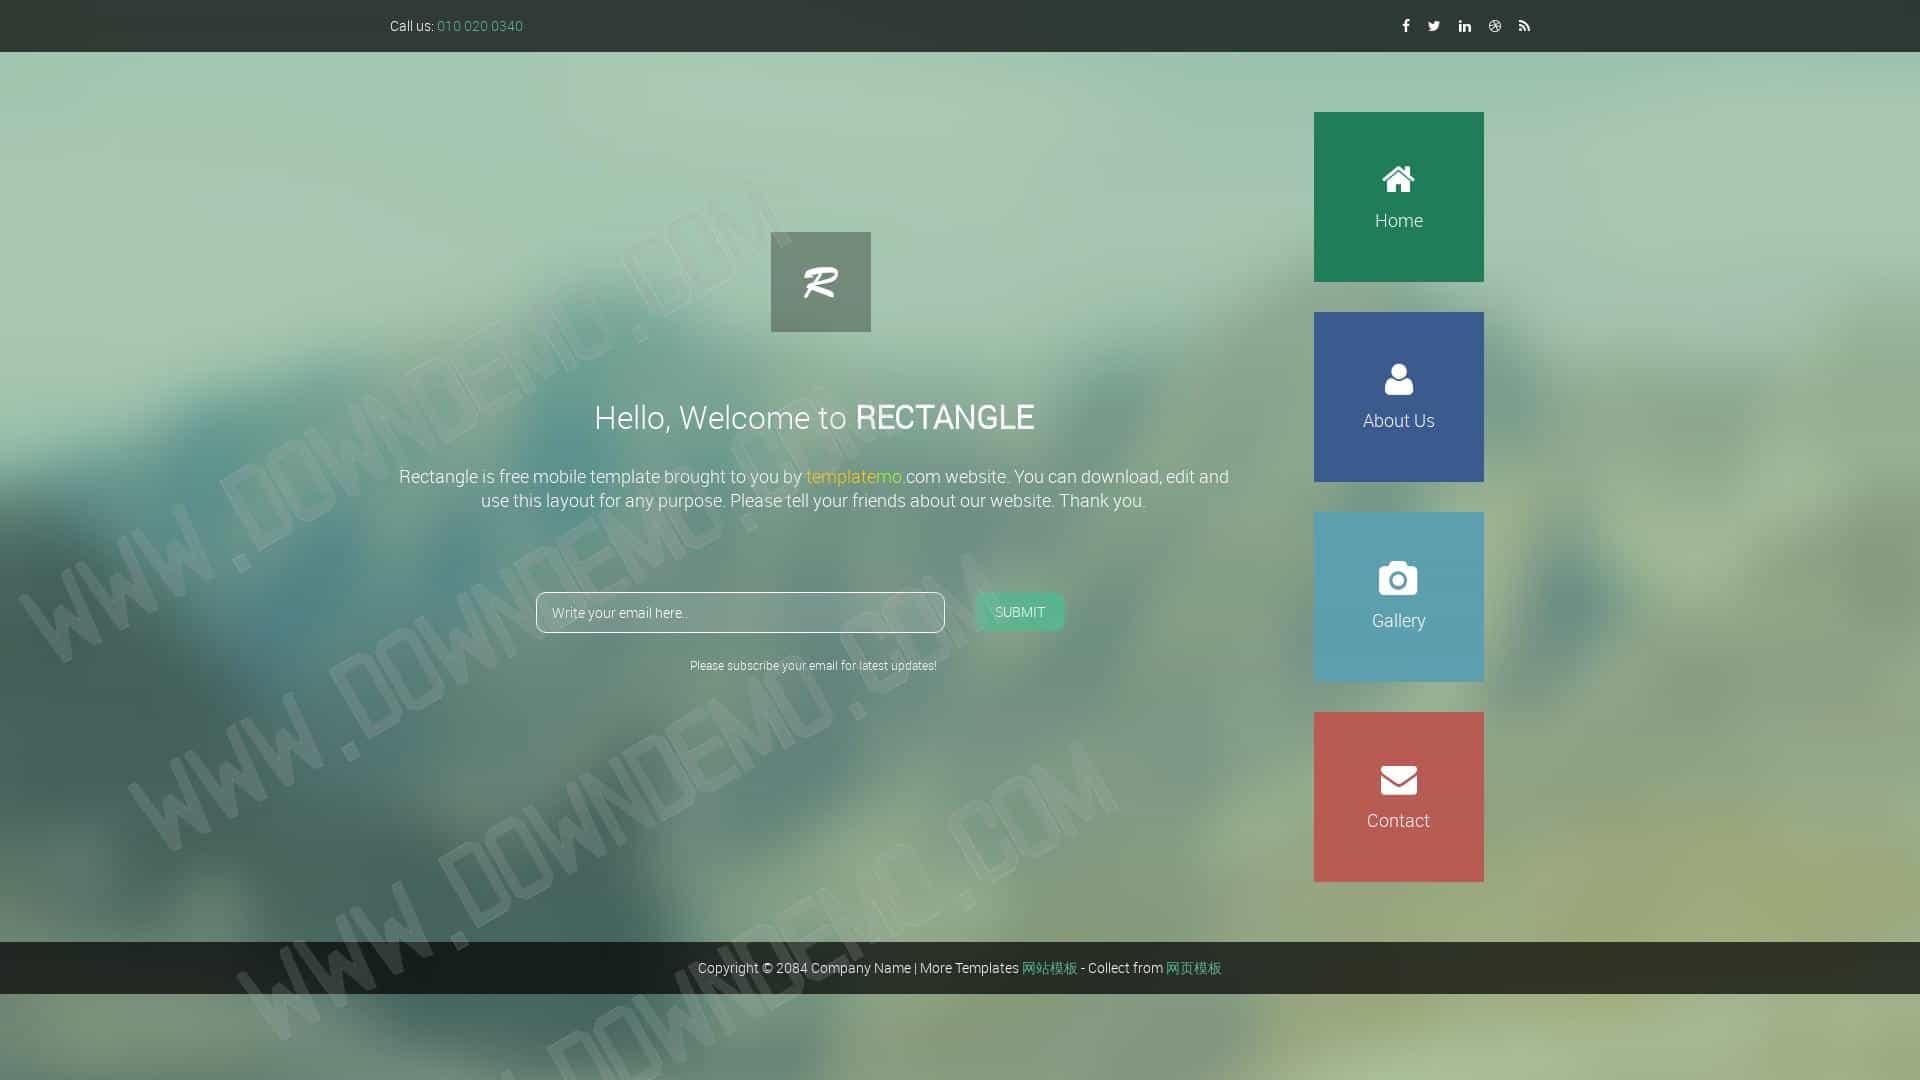 Call us: 010 020 0340
Home
R
About Us
Hello, Welcome to RECTANGLE
Rectangle is free mobile template brought to you by templatemo.com website. You can download, edit and
use this layout for any purpose. Please tell your friends about our website. Thank you.
Gallery
Write your email here..
SUBMIT
Please subscribe your email for latest updates!
Contact
Copyright © 2084 Company Name | More Templates 网站模板 - Collect from 网页模板
WWW.DOWNDEMO.COM
WWW.DOWNDEMO.COM
WWW.DOWNDEMO.COM
DOWNDEMO.COM